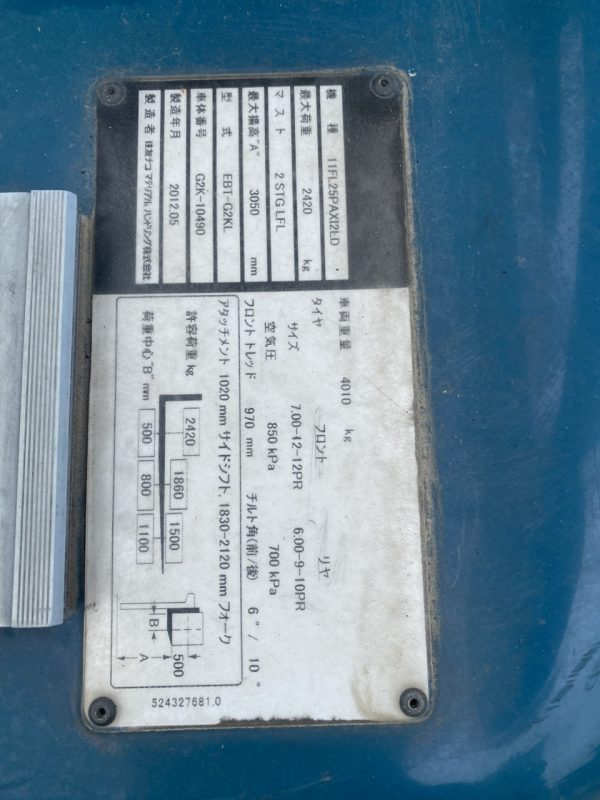 機 種 11FL25PAXI2LD
最大荷重 2420 kg
マスト 2 STG LFL
最大揚高"A" 3050 mm
型 式 EBT-G2KL
車体番号 G2K-10490
製造年月 2012.05
製造者 住友ナコ マテリアル ハンドリング株式会社
車両重量 4010 kg
タイヤ フロント リヤ
サイズ 7.00-12-12PR 6.00-9-10PR
空気圧 850 kPa 700 kPa
フロントトレッド 970 mm チルト角(前/後) 6 ° / 10 °
アタッチメント 1020 mm サイドシフト, 1830-2120 mm フォーク
許容荷重 kg 2420 1860 1500
荷重中心"B" mm 500 800 1100
500
B
A
524327681.0